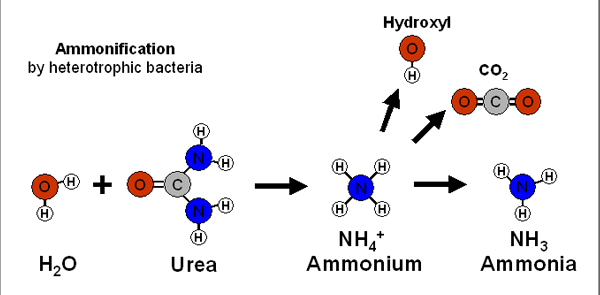 Ammonification
by heterotrophic bacteria
Hydroxyl
O
H
CO₂
O C O
H
N H
O H
H
+
O C
N H
H
H H
N
H H
H H
N
H
H₂O
Urea
NH₄⁺
Ammonium
NH₃
Ammonia